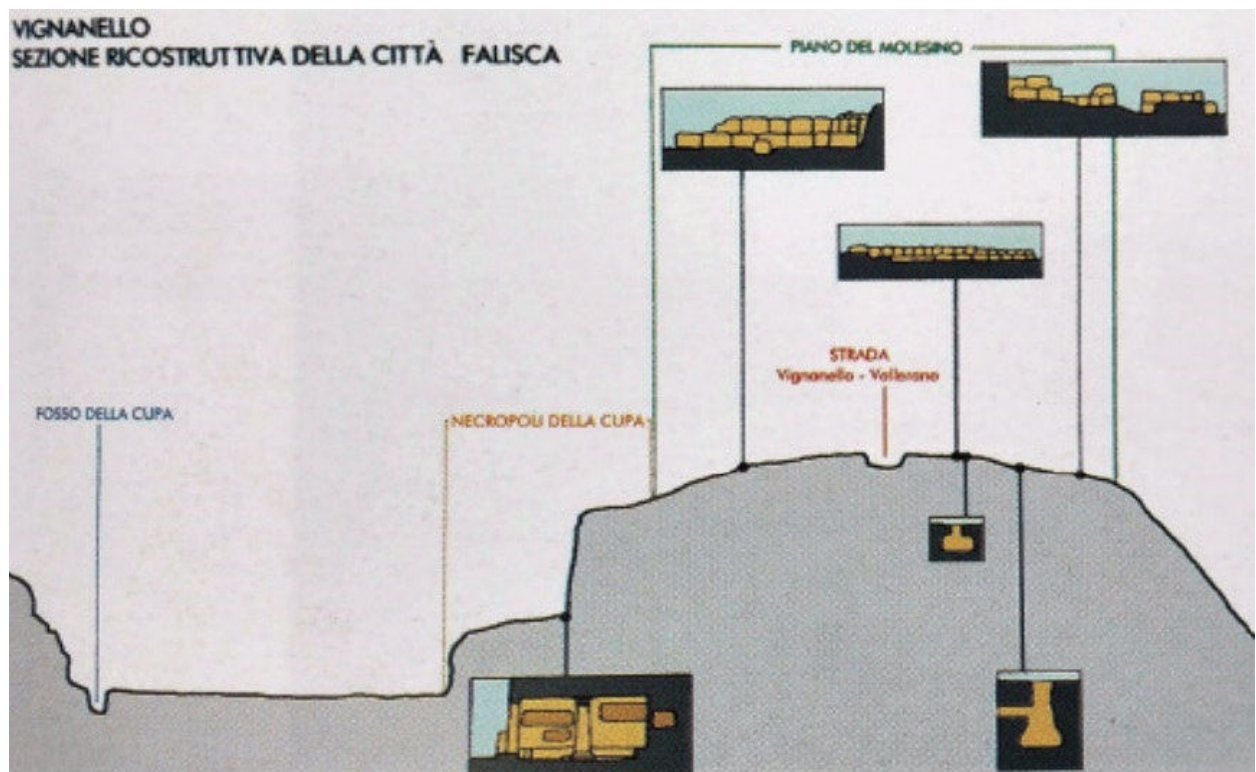 VIGNANELLO
SEZIONE RICOSTRUTTIVA DELLA CITTÀ FALISCA
PIANO DEL MOLESINO
STRADA
Vignanello - Vallerano
FOSSO DELLA CUPA
NECROPOLI DELLA CUPA